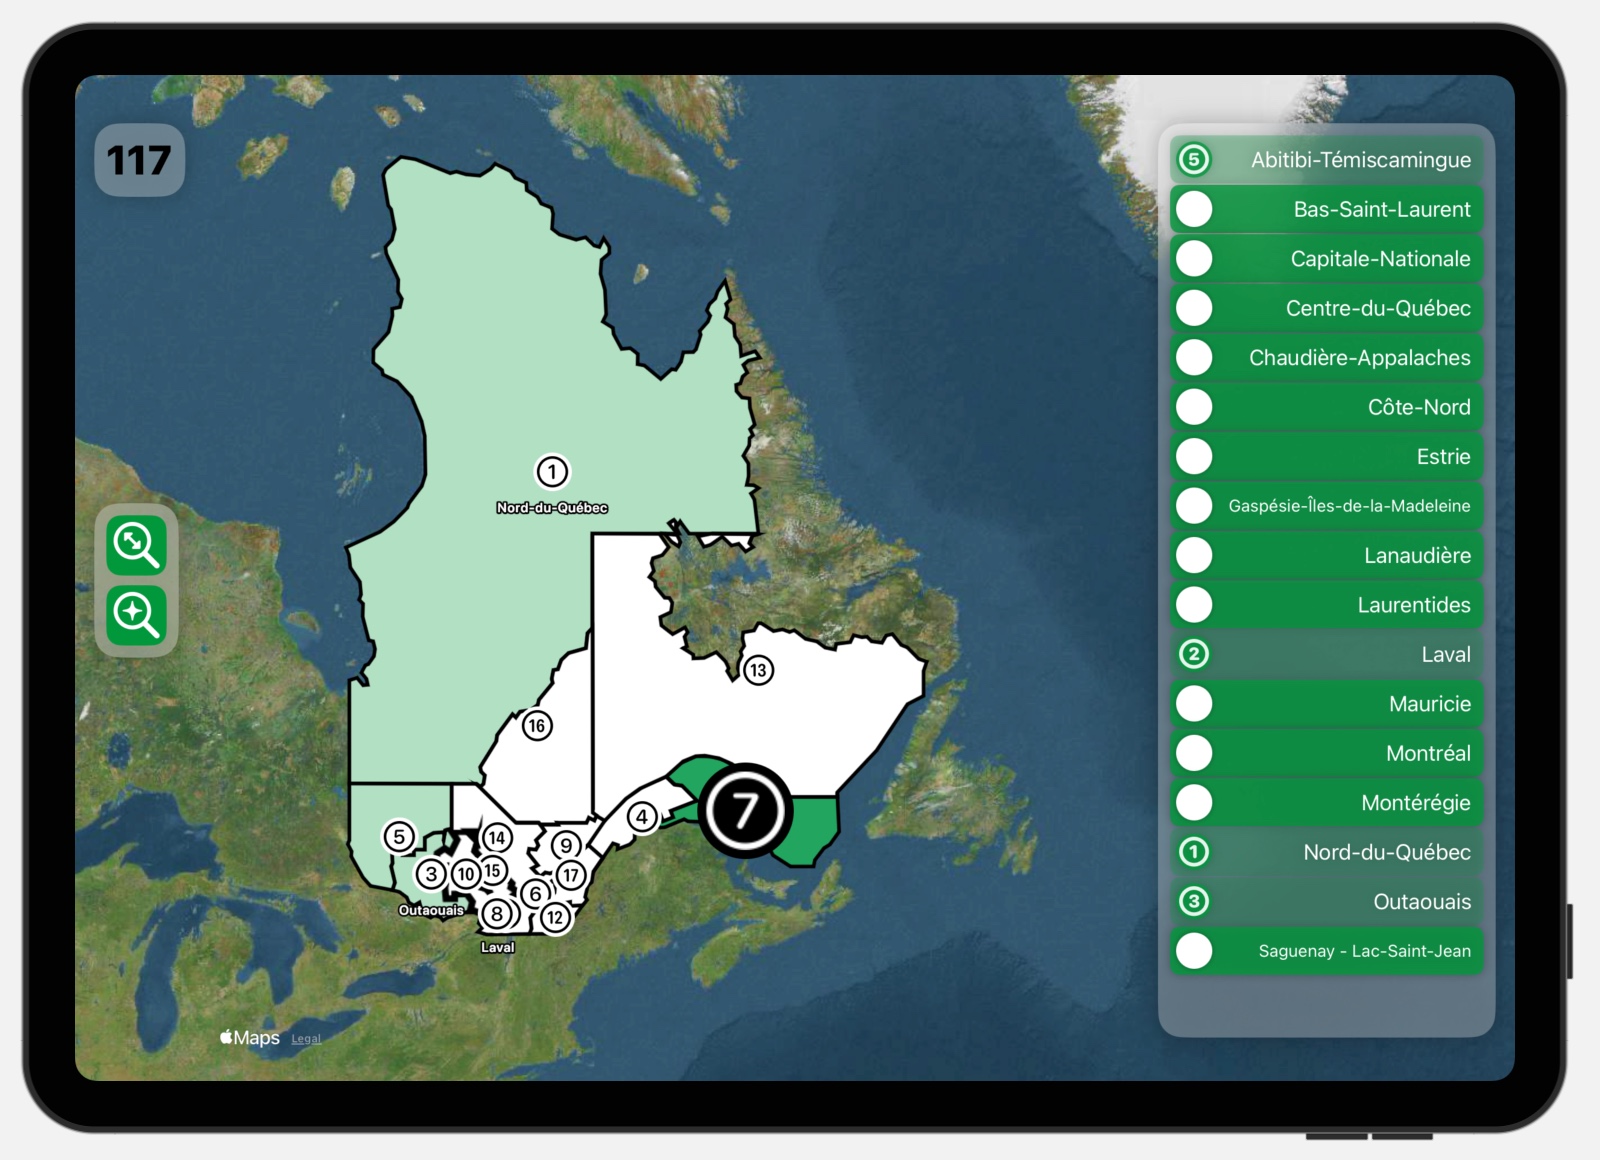 117
1
Nord-du-Québec
13
16
7
4
5
14
9
3
10
15
17
6
Outaouais
8
12
Laval
Maps Legal
5 Abitibi-Témiscamingue
Bas-Saint-Laurent
Capitale-Nationale
Centre-du-Québec
Chaudière-Appalaches
Côte-Nord
Estrie
Gaspésie-Îles-de-la-Madeleine
Lanaudière
Laurentides
2 Laval
Mauricie
Montréal
Montérégie
1 Nord-du-Québec
3 Outaouais
Saguenay - Lac-Saint-Jean